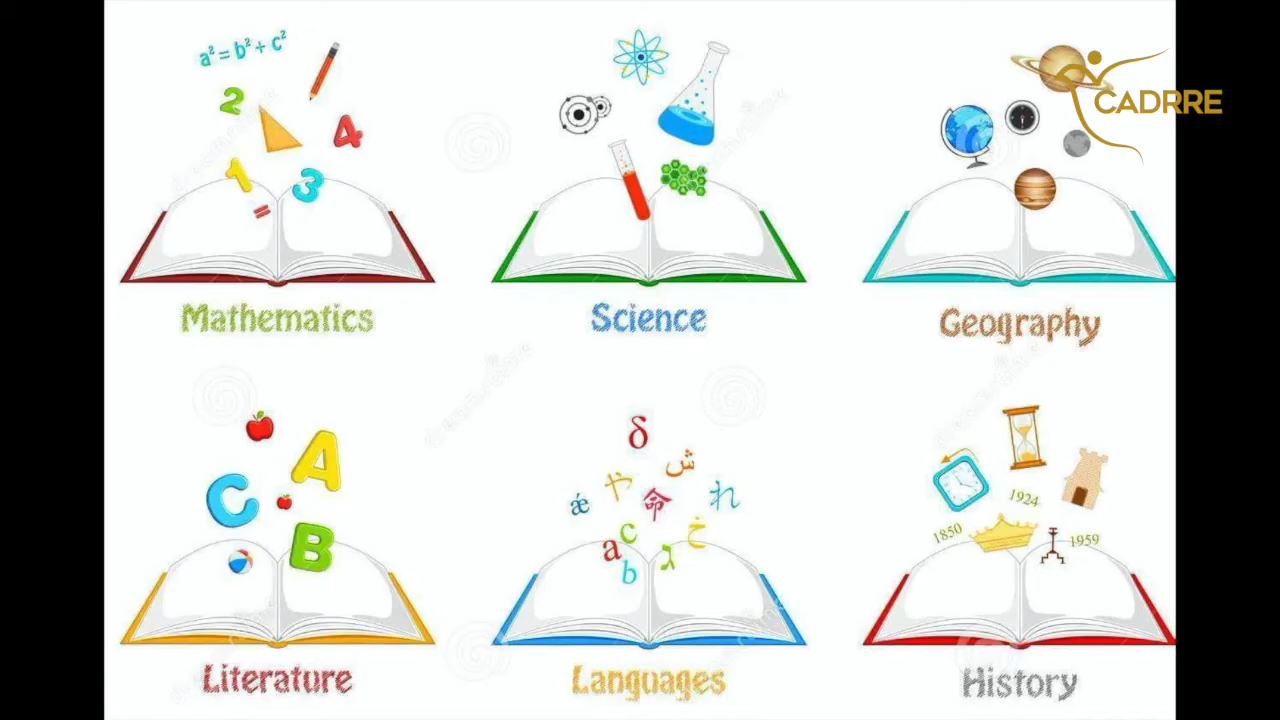 a² = b² + c²
2
4
1
3
=
CADRRE
Mathematics
Science
Geography
A
C
B
δ
ش
や
é
命
れ
خ
c
a
ג
b
1924
1850
1959
Literature
Languages
History